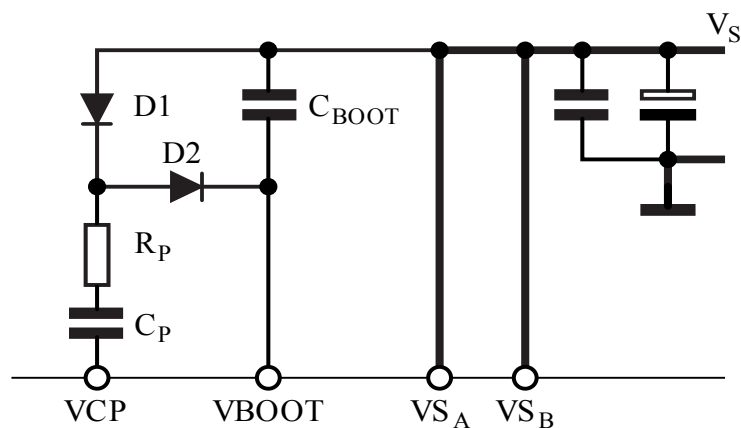 V_S
D1
C_BOOT
D2
R_P
C_P
VCP
VBOOT
VS_A
VS_B